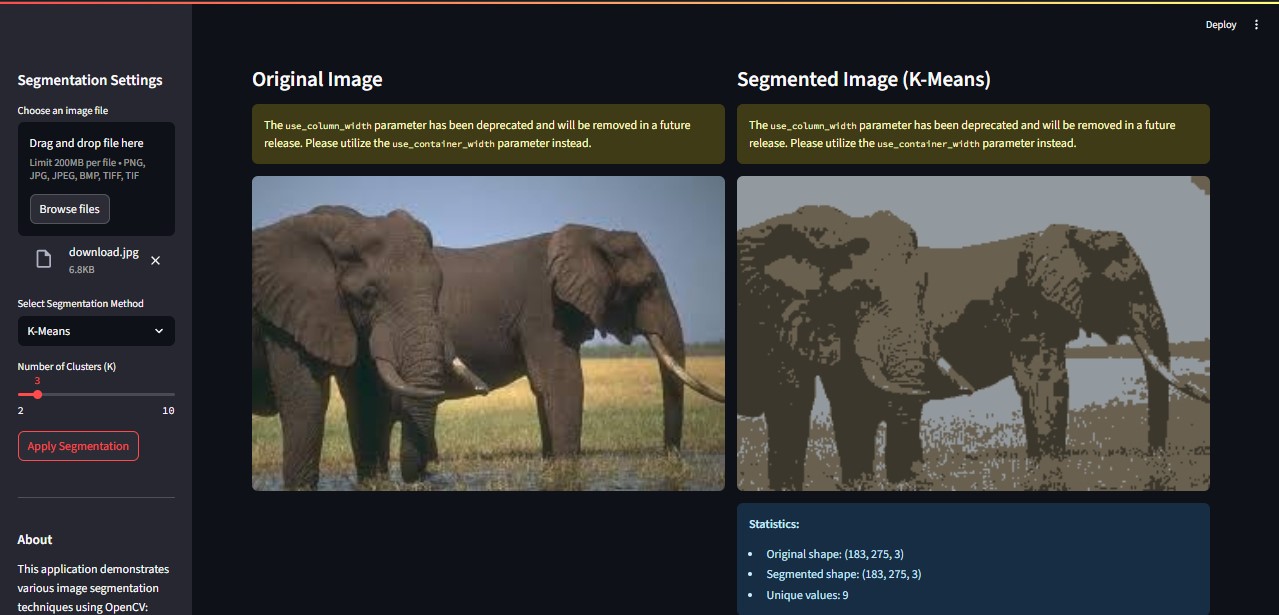 Deploy
Segmentation Settings
Choose an image file
Drag and drop file here
Limit 200MB per file • PNG,
JPG, JPEG, BMP, TIFF, TIF
Browse files
download.jpg
6.8KB
Select Segmentation Method
K-Means
Number of Clusters (K)
3
2 10
Apply Segmentation
About
This application demonstrates
various image segmentation
techniques using OpenCV:
Original Image
The use_column_width parameter has been deprecated and will be removed in a future
release. Please utilize the use_container_width parameter instead.
Segmented Image (K-Means)
The use_column_width parameter has been deprecated and will be removed in a future
release. Please utilize the use_container_width parameter instead.
Statistics:
• Original shape: (183, 275, 3)
• Segmented shape: (183, 275, 3)
• Unique values: 9